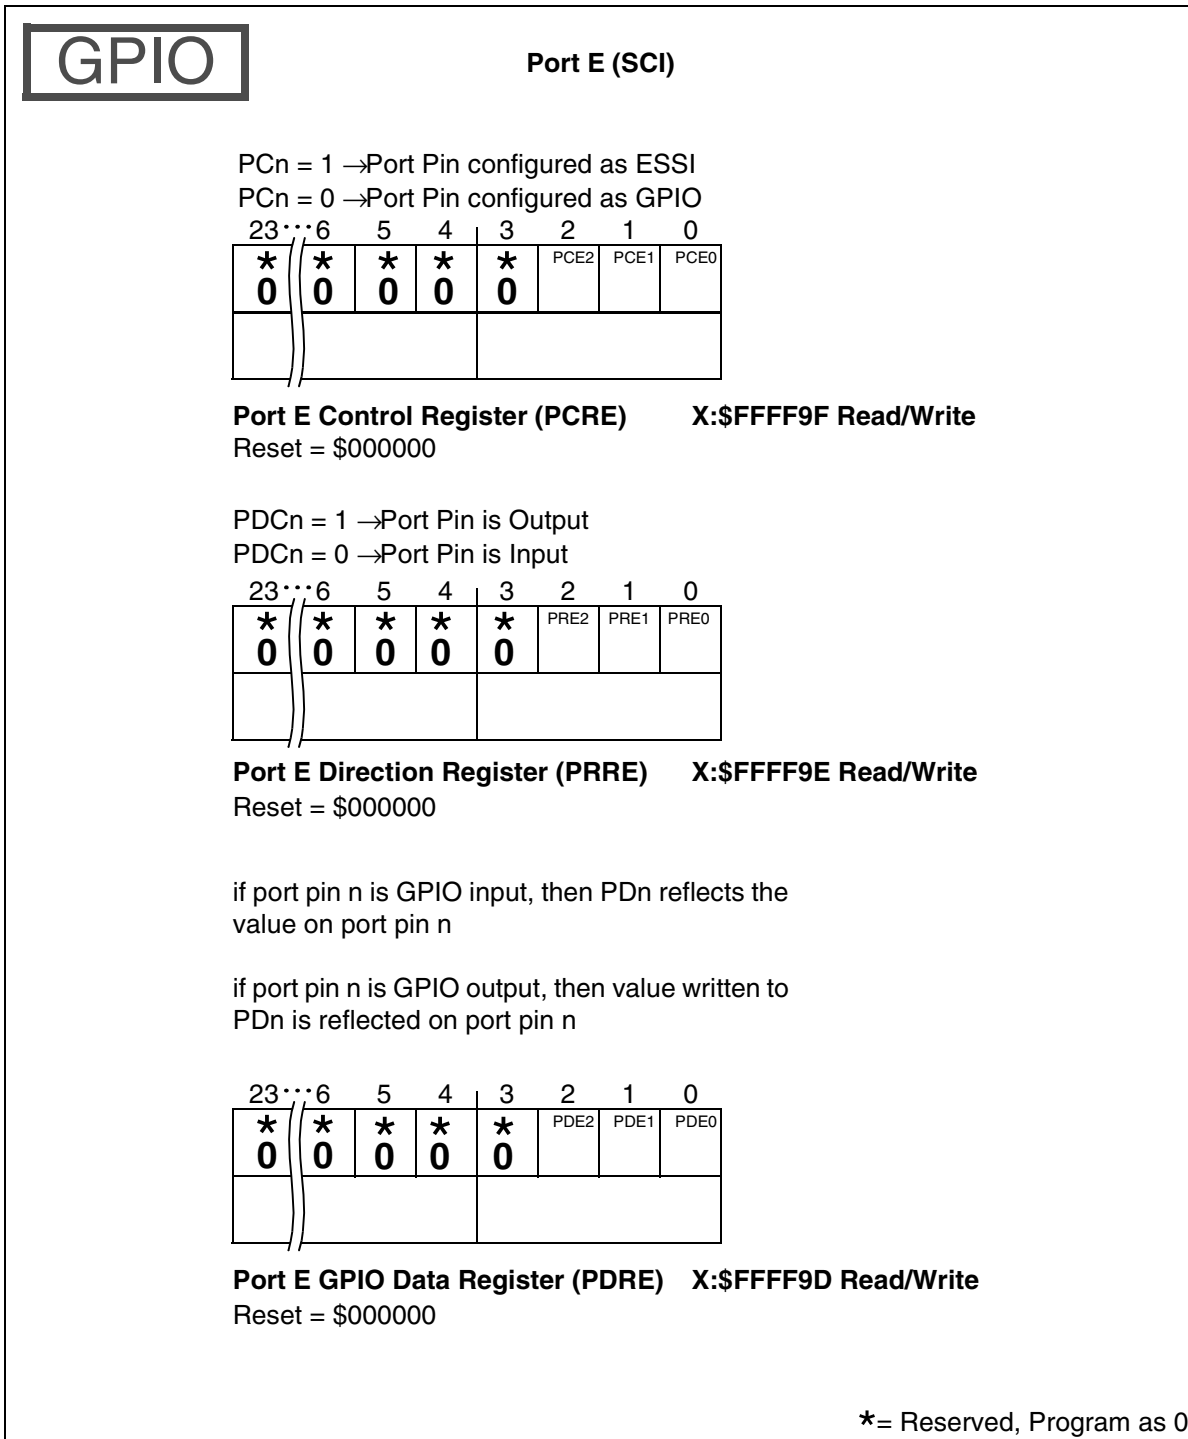 GPIO
Port E (SCI)
PCn = 1 →Port Pin configured as ESSI
PCn = 0 →Port Pin configured as GPIO
23 ··· 6 5 4 3 2 1 0
* * * * * PCE2 PCE1 PCE0
0 0 0 0 0
Port E Control Register (PCRE) X:$FFFF9F Read/Write
Reset = $000000
PDCn = 1 →Port Pin is Output
PDCn = 0 →Port Pin is Input
23 ··· 6 5 4 3 2 1 0
* * * * * PRE2 PRE1 PRE0
0 0 0 0 0
Port E Direction Register (PRRE) X:$FFFF9E Read/Write
Reset = $000000
if port pin n is GPIO input, then PDn reflects the
value on port pin n
if port pin n is GPIO output, then value written to
PDn is reflected on port pin n
23 ··· 6 5 4 3 2 1 0
* * * * * PDE2 PDE1 PDE0
0 0 0 0 0
Port E GPIO Data Register (PDRE) X:$FFFF9D Read/Write
Reset = $000000
*= Reserved, Program as 0